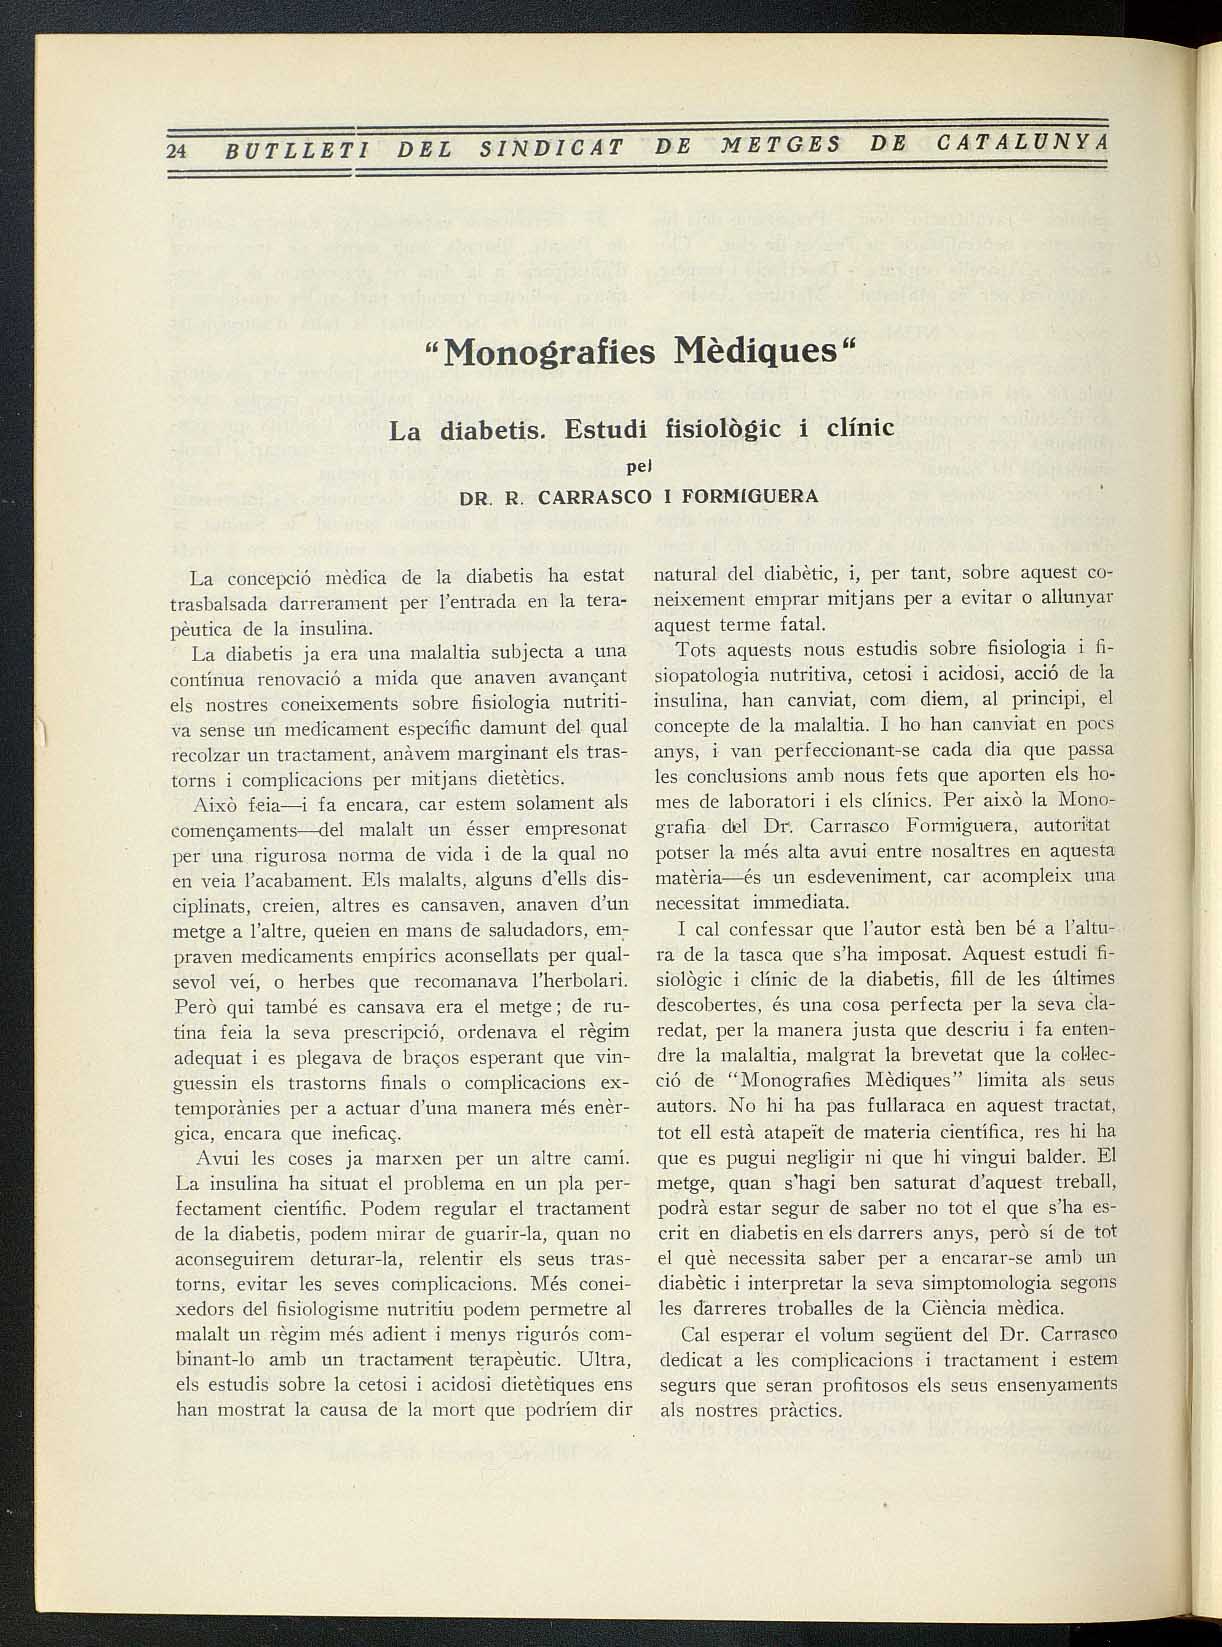 24 BUTLLETI DEL SINDICAT DE METGES DE CATALUNYA
“Monografies Mèdiques“
La diabetis. Estudi fisiològic i clínic
pel
DR. R. CARRASCO I FORMIGUERA
La concepció mèdica de la diabetis ha estat
trasbalsada darrerament per l'entrada en la tera-
pèutica de la insulina.
La diabetis ja era una malaltia subjecta a una
contínua renovació a mida que anaven avançant
els nostres coneixements sobre fisiologia nutriti-
va sense un medicament específic damunt del qual
recolzar un tractament, anàvem marginant els tras-
torns i complicacions per mitjans dietètics.
Això feia—i fa encara, car estem solament als
començaments—del malalt un ésser empresonat
per una rigurosa norma de vida i de la qual no
en veia l'acabament. Els malalts, alguns d'ells dis-
ciplinats, creien, altres es cansaven, anaven d'un
metge a l'altre, queien en mans de saludadors, em-
praven medicaments empírics aconsellats per qual-
sevol veí, o herbes que recomanava l'herbolari.
Però qui també es cansava era el metge; de ru-
tina feia la seva prescripció, ordenava el règim
adequat i es plegava de braços esperant que vin-
guessin els trastorns finals o complicacions ex-
temporànies per a actuar d'una manera més enèr-
gica, encara que ineficaç.
Avui les coses ja marxen per un altre camí.
La insulina ha situat el problema en un pla per-
fectament científic. Podem regular el tractament
de la diabetis, podem mirar de guarir-la, quan no
aconseguirem deturar-la, relentir els seus tras-
torns, evitar les seves complicacions. Més conei-
xedors del fisiologisme nutritiu podem permetre al
malalt un règim més adient i menys rigurós com-
binant-lo amb un tractament terapèutic. Ultra,
els estudis sobre la cetosi i acidosi dietètiques ens
han mostrat la causa de la mort que podríem dir
natural del diabètic, i, per tant, sobre aquest co-
neixement emprar mitjans per a evitar o allunyar
aquest terme fatal.
Tots aquests nous estudis sobre fisiologia i fi-
siopatologia nutritiva, cetosi i acidosi, acció de la
insulina, han canviat, com diem, al principi, el
concepte de la malaltia. I ho han canviat en pocs
anys, i van perfeccionant-se cada dia que passa
les conclusions amb nous fets que aporten els ho-
mes de laboratori i els clínics. Per això la Mono-
grafia del Dr. Carrasco Formiguera, autoritat
potser la més alta avui entre nosaltres en aquesta
matèria—és un esdeveniment, car acompleix una
necessitat immediata.
I cal confessar que l'autor està ben bé a l'altu-
ra de la tasca que s'ha imposat. Aquest estudi fi-
siològic i clínic de la diabetis, fill de les últimes
descobertes, és una cosa perfecta per la seva cla-
redat, per la manera justa que descriu i fa enten-
dre la malaltia, malgrat la brevetat que la col·lec-
ció de “Monografies Mèdiques” limita als seus
autors. No hi ha pas fullaraca en aquest tractat,
tot ell està atapeït de materia científica, res hi ha
que es pugui negligir ni que hi vingui balder. El
metge, quan s'hagi ben saturat d'aquest treball,
podrà estar segur de saber no tot el que s'ha es-
crit en diabetis en els darrers anys, però sí de tot
el què necessita saber per a encarar-se amb un
diabètic i interpretar la seva simptomologia segons
les darreres troballes de la Ciència mèdica.
Cal esperar el volum següent del Dr. Carrasco
dedicat a les complicacions i tractament i estem
segurs que seran profitosos els seus ensenyaments
als nostres pràctics.